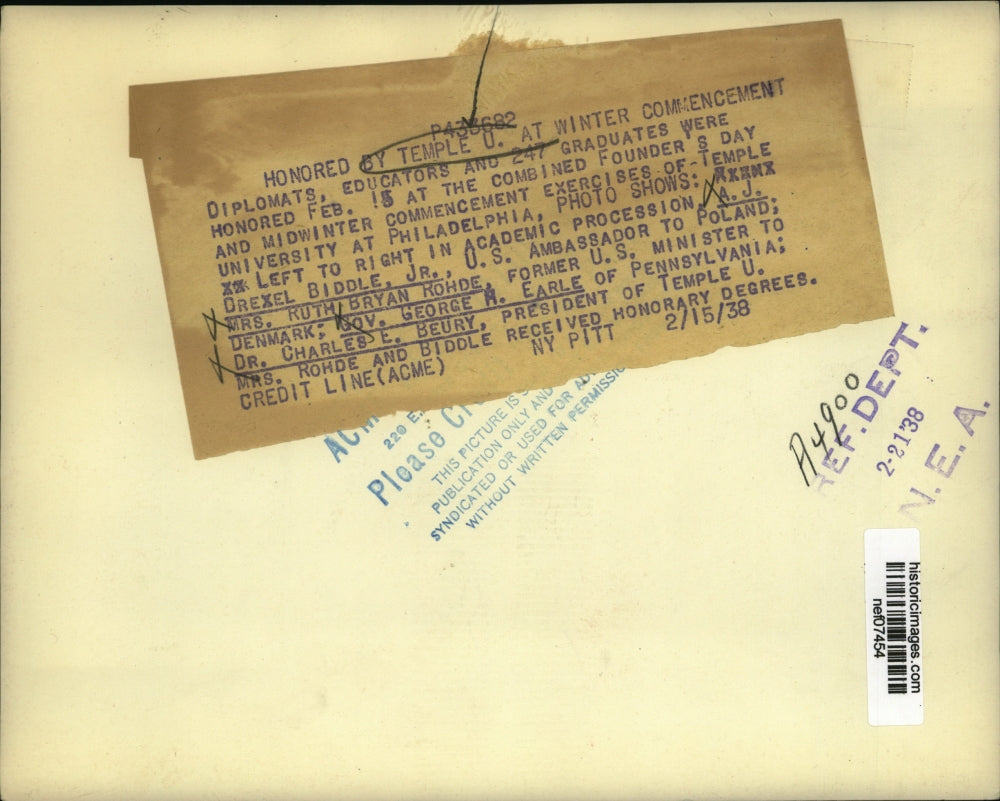 P433682
HONORED BY TEMPLE U. AT WINTER COMMENCEMENT
DIPLOMATS, EDUCATORS AND 247 GRADUATES WERE
HONORED FEB. 15 AT THE COMBINED FOUNDER'S DAY
AND MIDWINTER COMMENCEMENT EXERCISES OF TEMPLE
UNIVERSITY AT PHILADELPHIA, PHOTO SHOWS:
LEFT TO RIGHT IN ACADEMIC PROCESSION, A. J.
DREXEL BIDDLE, JR., U.S. AMBASSADOR TO POLAND;
MRS. RUTH BRYAN ROHDE, FORMER U.S. MINISTER TO
DENMARK; GOV. GEORGE H. EARLE OF PENNSYLVANIA;
DR. CHARLES E. BEURY, PRESIDENT OF TEMPLE U.
MRS. ROHDE AND BIDDLE RECEIVED HONORARY DEGREES.
CREDIT LINE(ACME) NY PITT 2/15/38
220 E.
Please
THIS PICTURE IS
PUBLICATION ONLY AND
SYNDICATED OR USED FOR
WITHOUT WRITTEN
A4900
REF. DEPT.
2-21'38
N. E. A.
historicimages.com
nef07454